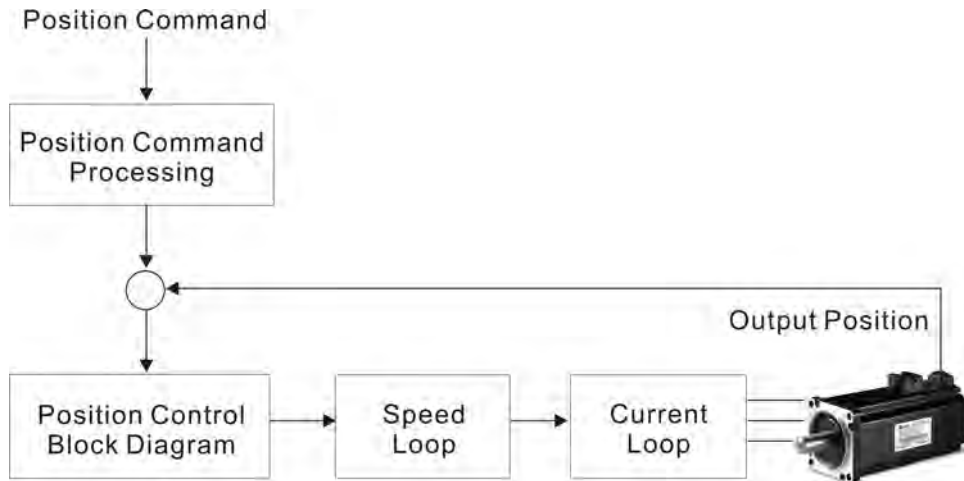 Position Command
Position Command
Processing
Output Position
Position Control
Block Diagram
Speed
Loop
Current
Loop